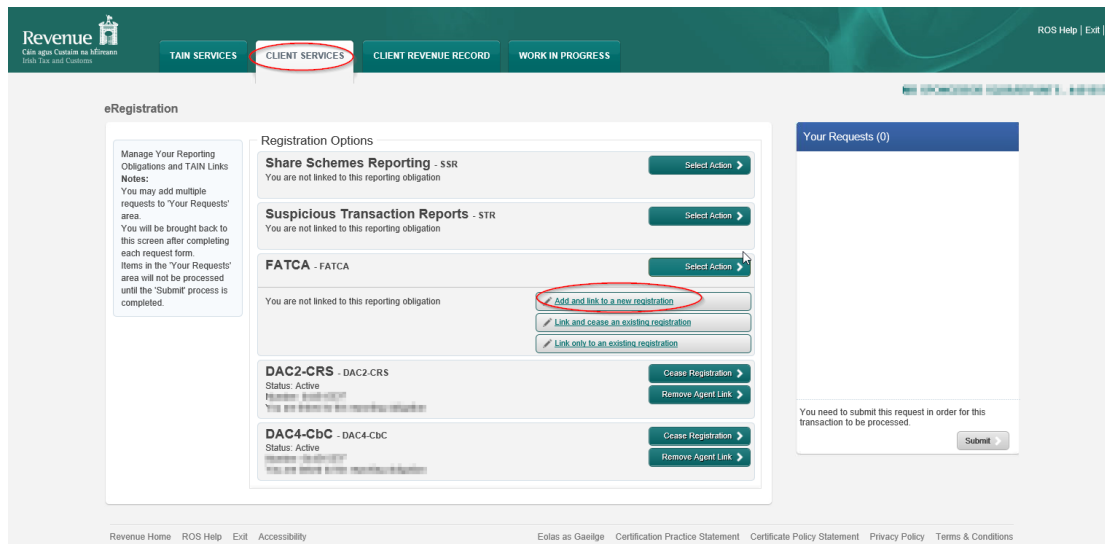 Revenue
Cáin agus Custaim na hÉireann
Irish Tax and Customs
TAIN SERVICES
CLIENT SERVICES
CLIENT REVENUE RECORD
WORK IN PROGRESS
ROS Help | Exit |
eRegistration
Manage Your Reporting
Obligations and TAIN Links
Notes:
You may add multiple
requests to 'Your Requests'
area.
You will be brought back to
this screen after completing
each request form.
Items in the 'Your Requests'
area will not be processed
until the 'Submit' process is
completed.
Registration Options
Share Schemes Reporting - SSR
You are not linked to this reporting obligation
Select Action
Suspicious Transaction Reports - STR
You are not linked to this reporting obligation
Select Action
FATCA - FATCA
Select Action
You are not linked to this reporting obligation
Add and link to a new registration
Link and cease an existing registration
Link only to an existing registration
DAC2-CRS - DAC2-CRS
Status: Active
Cease Registration
Remove Agent Link
DAC4-CbC - DAC4-CbC
Status: Active
Cease Registration
Remove Agent Link
Your Requests (0)
You need to submit this request in order for this
transaction to be processed.
Submit
Revenue Home ROS Help Exit Accessibility
Eolas as Gaeilge Certification Practice Statement Certificate Policy Statement Privacy Policy Terms & Conditions